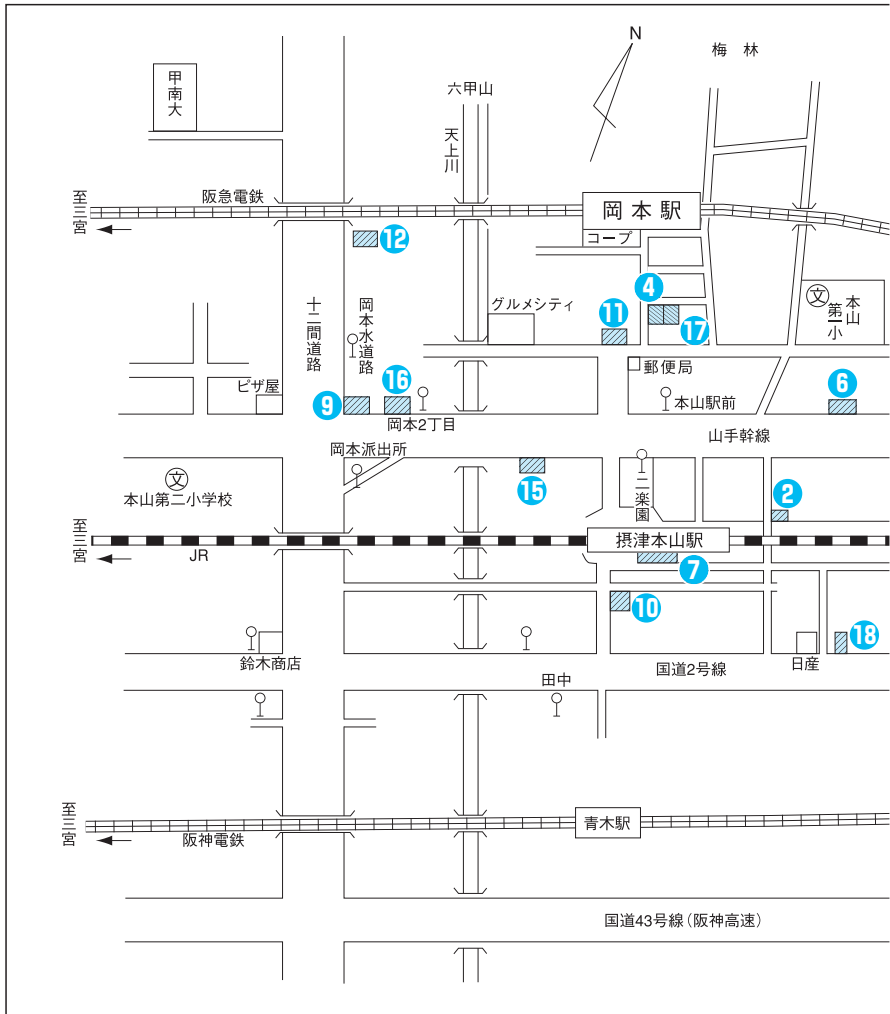 N
梅林
甲南大
六甲山
天上川
至三宮
阪急電鉄
岡本駅
コープ
12
4
本山第一小
文
十二間道路
岡本水道路
グルメシティ
11
17
郵便局
ピザ屋
9
16
岡本2丁目
本山駅前
6
山手幹線
岡本派出所
文
本山第二小学校
15
二楽園
2
至三宮
JR
摂津本山駅
7
10
18
鈴木商店
国道2号線
日産
田中
至三宮
阪神電鉄
青木駅
国道43号線(阪神高速)